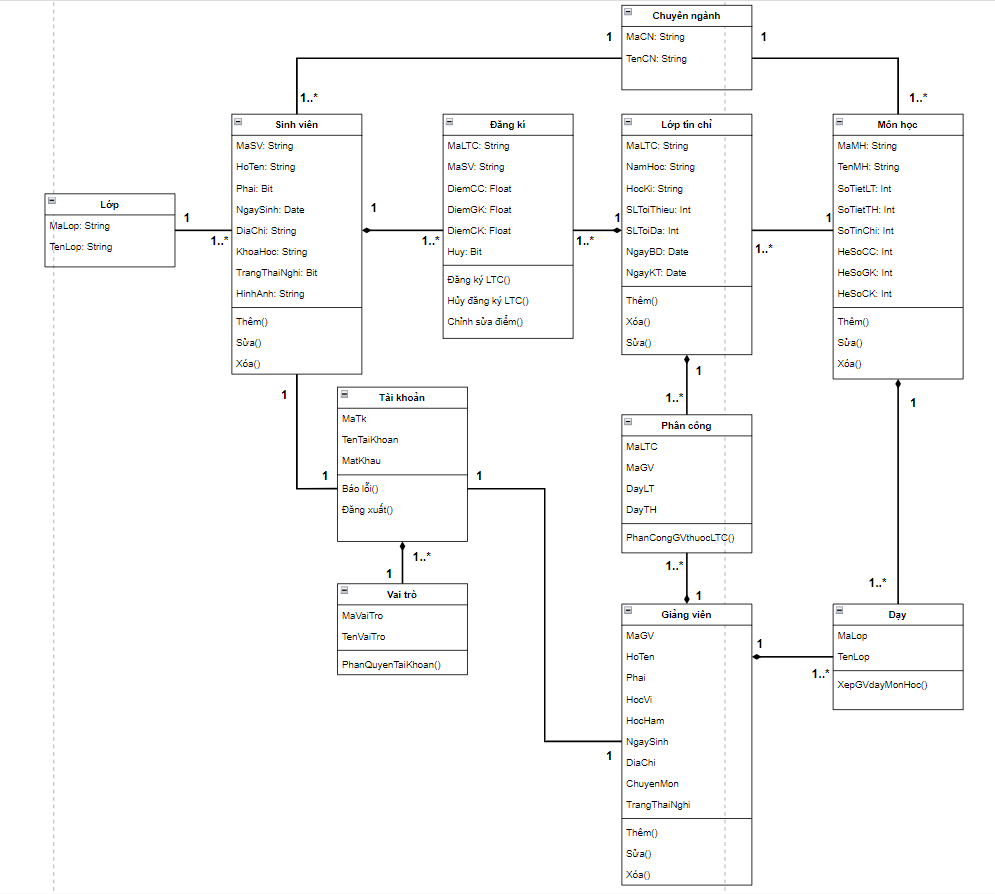 Chuyên ngành
MaCN: String
TenCN: String
1
1
1..*
1..*
Sinh viên
MaSV: String
HoTen: String
Phai: Bit
NgaySinh: Date
DiaChi: String
KhoaHoc: String
TrangThaiNghi: Bit
HinhAnh: String
Thêm()
Sửa()
Xóa()
Đăng kí
MaLTC: String
MaSV: String
DiemCC: Float
DiemGK: Float
DiemCK: Float
Huy: Bit
Đăng ký LTC()
Hủy đăng ký LTC()
Chỉnh sửa điểm()
Lớp tín chỉ
MaLTC: String
NamHoc: String
HocKi: String
SLToiThieu: Int
SLToiDa: Int
NgayBD: Date
NgayKT: Date
Thêm()
Xóa()
Sửa()
Môn học
MaMH: String
TenMH: String
SoTietLT: Int
SoTietTH: Int
SoTinChi: Int
HeSoCC: Int
HeSoGK: Int
HeSoCK: Int
Thêm()
Sửa()
Xóa()
Lớp
MaLop: String
TenLop: String
1
1..*
1
1..*
1..*
1
1..*
1
Tài khoản
MaTk
TenTaiKhoan
MatKhau
Báo lỗi()
Đăng xuất()
1
1
1
1..*
1
Vai trò
MaVaiTro
TenVaiTro
PhanQuyenTaiKhoan()
1
1..*
Phân công
MaLTC
MaGV
DayLT
DayTH
PhanCongGVthuocLTC()
1..*
1
Giảng viên
MaGV
HoTen
Phai
HocVi
HocHam
NgaySinh
DiaChi
ChuyenMon
TrangThaiNghi
Thêm()
Sửa()
Xóa()
1
1
1..*
1
1..*
Dạy
MaLop
TenLop
XepGVdayMonHoc()